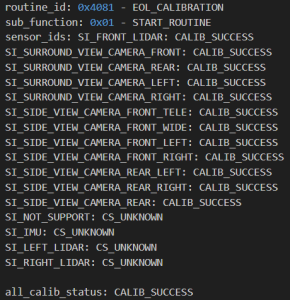 routine_id: 0x4081 - EOL_CALIBRATION
sub_function: 0x01 - START_ROUTINE
sensor_ids: SI_FRONT_LIDAR: CALIB_SUCCESS
SI_SURROUND_VIEW_CAMERA_FRONT: CALIB_SUCCESS
SI_SURROUND_VIEW_CAMERA_REAR: CALIB_SUCCESS
SI_SURROUND_VIEW_CAMERA_LEFT: CALIB_SUCCESS
SI_SURROUND_VIEW_CAMERA_RIGHT: CALIB_SUCCESS
SI_SIDE_VIEW_CAMERA_FRONT_TELE: CALIB_SUCCESS
SI_SIDE_VIEW_CAMERA_FRONT_WIDE: CALIB_SUCCESS
SI_SIDE_VIEW_CAMERA_FRONT_LEFT: CALIB_SUCCESS
SI_SIDE_VIEW_CAMERA_FRONT_RIGHT: CALIB_SUCCESS
SI_SIDE_VIEW_CAMERA_REAR_LEFT: CALIB_SUCCESS
SI_SIDE_VIEW_CAMERA_REAR_RIGHT: CALIB_SUCCESS
SI_SIDE_VIEW_CAMERA_REAR: CALIB_SUCCESS
SI_NOT_SUPPORT: CS_UNKNOWN
SI_IMU: CS_UNKNOWN
SI_LEFT_LIDAR: CS_UNKNOWN
SI_RIGHT_LIDAR: CS_UNKNOWN
all_calib_status: CALIB_SUCCESS